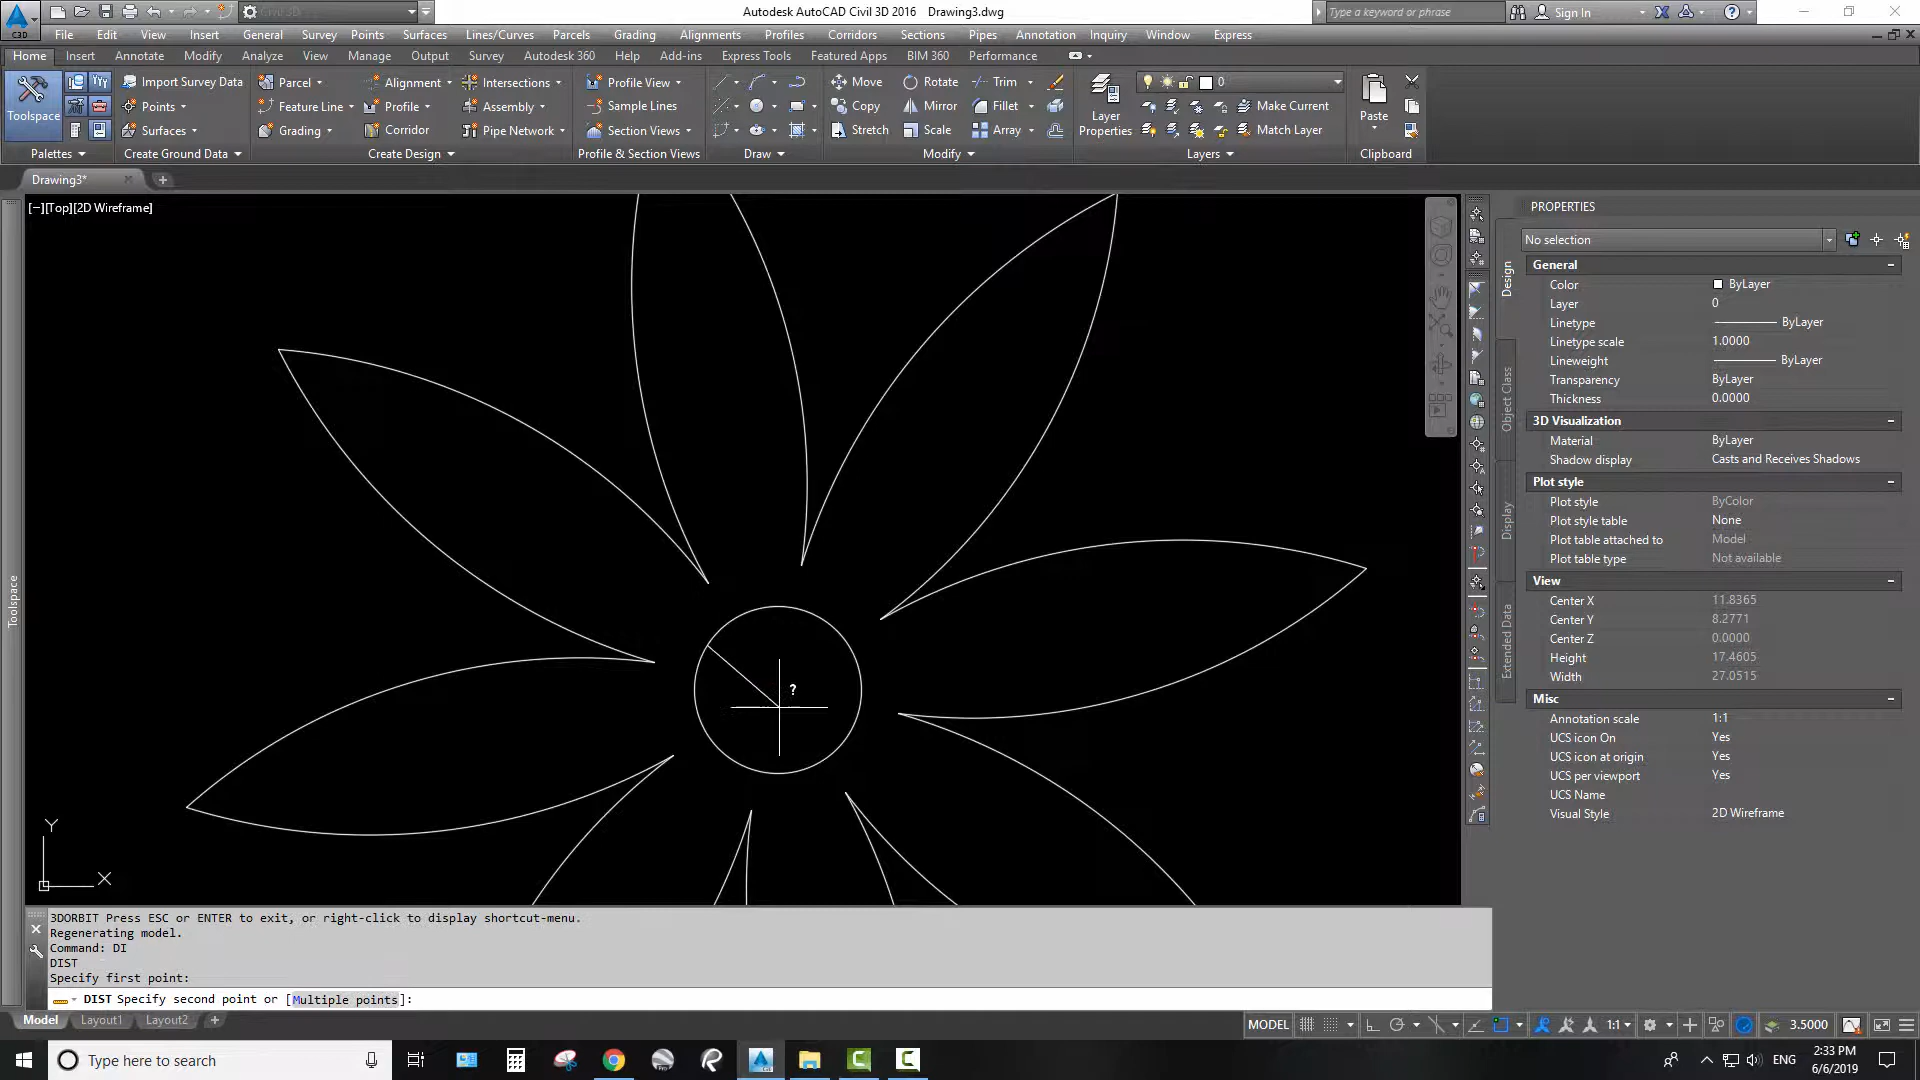 Civil 3D
Autodesk AutoCAD Civil 3D 2016 Drawing3.dwg
Type a keyword or phrase
Sign In
C3D
File Edit View Insert General Survey Points Surfaces Lines/Curves Parcels Grading Alignments Profiles Corridors Sections Pipes Annotation Inquiry Window Express
Home Insert Annotate Modify Analyze View Manage Output Survey Autodesk 360 Help Add-ins Express Tools Featured Apps BIM 360 Performance
Toolspace
Import Survey Data
Points
Surfaces
Parcel
Feature Line
Grading
Alignment
Profile
Corridor
Intersections
Assembly
Pipe Network
Profile View
Sample Lines
Section Views
Move
Copy
Stretch
Rotate
Mirror
Scale
Trim
Fillet
Array
Layer
Properties
0
Make Current
Match Layer
Paste
Palettes Create Ground Data Create Design Profile & Section Views Draw Modify Layers Clipboard
Drawing3*
[−][Top][2D Wireframe]
Toolspace
?
Y
X
PROPERTIES
No selection
Design
Object Class
Display
Extended Data
General
Color ByLayer
Layer 0
Linetype ByLayer
Linetype scale 1.0000
Lineweight ByLayer
Transparency ByLayer
Thickness 0.0000
3D Visualization
Material ByLayer
Shadow display Casts and Receives Shadows
Plot style
Plot style ByColor
Plot style table None
Plot table attached to Model
Plot table type Not available
View
Center X 11.8365
Center Y 8.2771
Center Z 0.0000
Height 17.4605
Width 27.0515
Misc
Annotation scale 1:1
UCS icon On Yes
UCS icon at origin Yes
UCS per viewport Yes
UCS Name
Visual Style 2D Wireframe
3DORBIT Press ESC or ENTER to exit, or right-click to display shortcut-menu.
Regenerating model.
Command: DI
DIST
Specify first point:
DIST Specify second point or [Multiple points]:
Model Layout1 Layout2
MODEL 1:1 3.5000
Type here to search
ENG
2:33 PM
6/6/2019